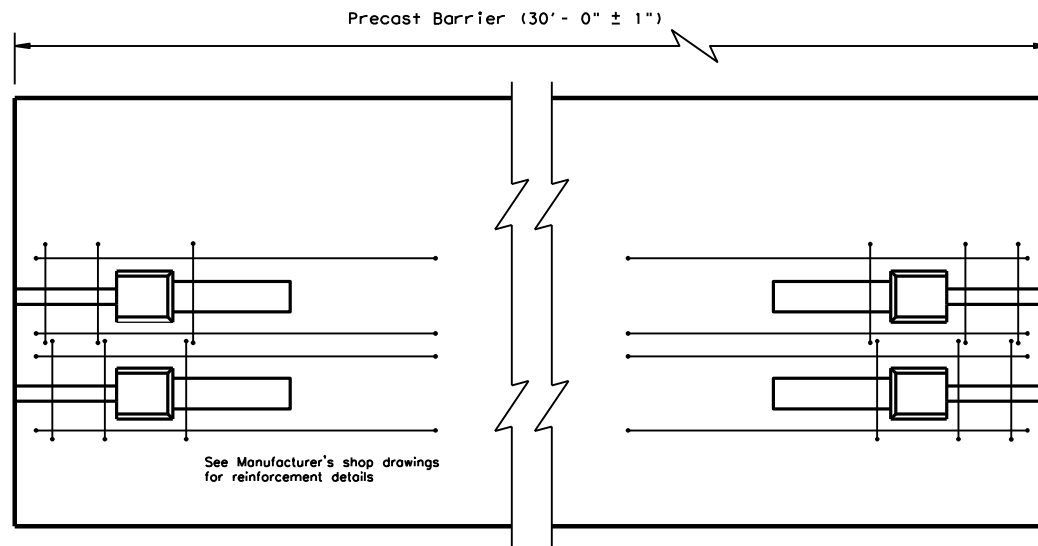 Precast Barrier (30'- 0" ± 1")
See Manufacturer's shop drawings
for reinforcement details